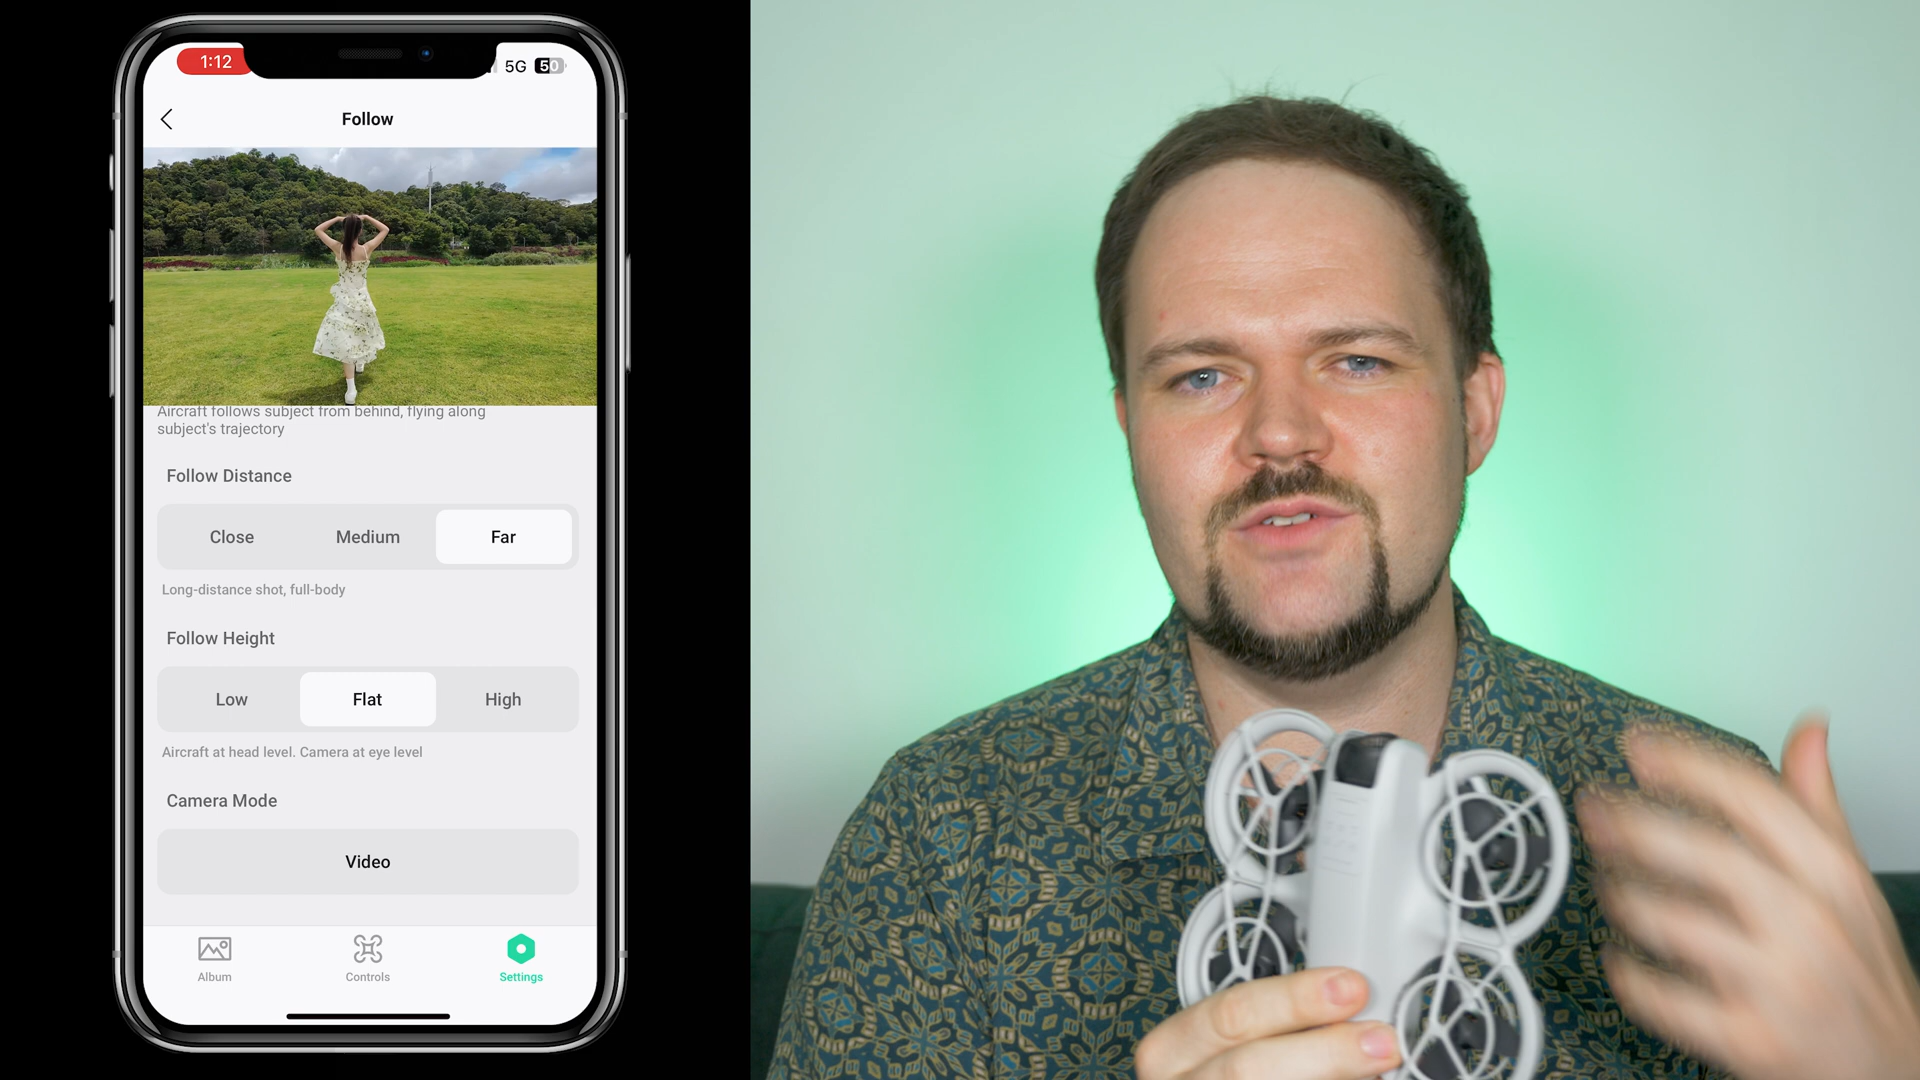 1:12
5G 50
Follow
Aircraft follows subject from behind, flying along
subject's trajectory
Follow Distance
Close Medium Far
Long-distance shot, full-body
Follow Height
Low Flat High
Aircraft at head level. Camera at eye level
Camera Mode
Video
Album Controls Settings